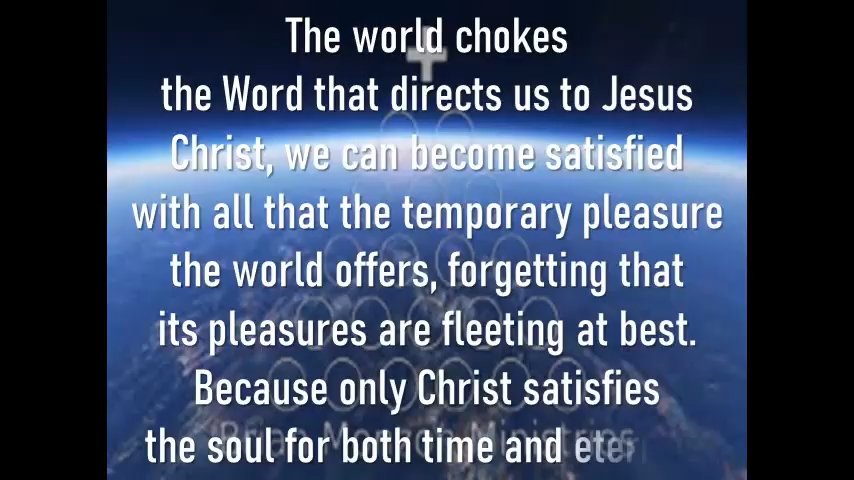 The world chokes
the Word that directs us to Jesus
Christ, we can become satisfied
with all that the temporary pleasure
the world offers, forgetting that
its pleasures are fleeting at best.
Because only Christ satisfies
the soul for both time and eter